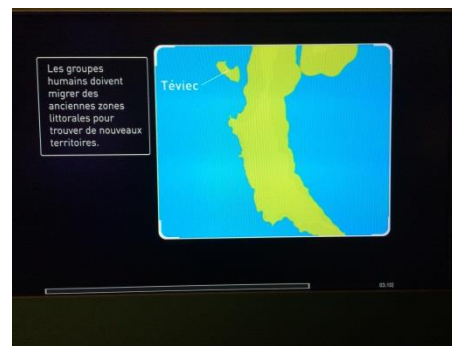 Les groupes
humains doivent
migrer des
anciennes zones
littorales pour
trouver de nouveaux
territoires.
Téviec